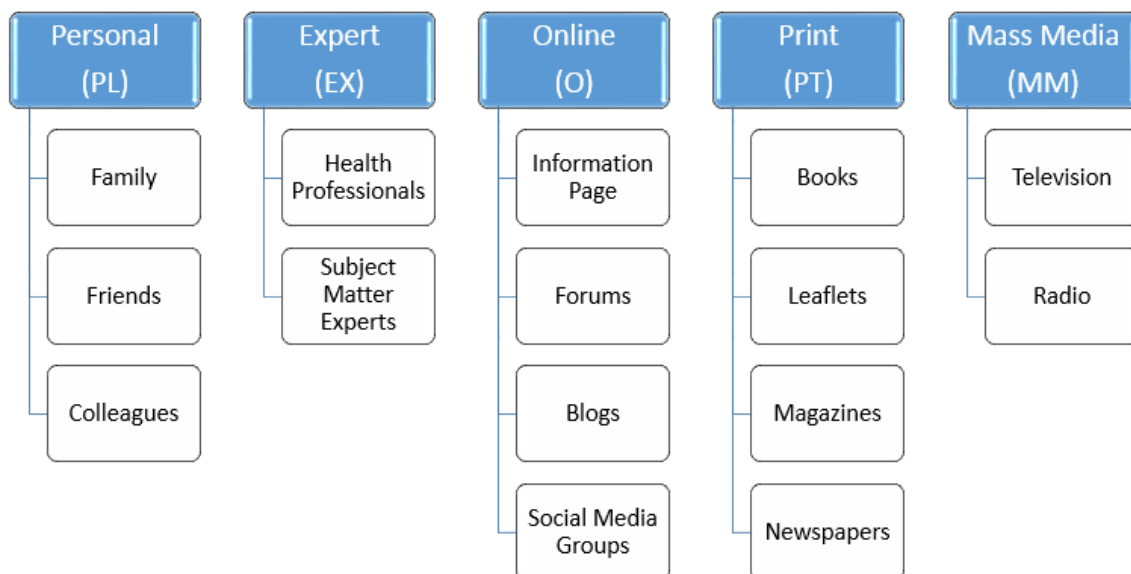 Personal
(PL)
Family
Friends
Colleagues
Expert
(EX)
Health
Professionals
Subject
Matter
Experts
Online
(O)
Information
Page
Forums
Blogs
Social Media
Groups
Print
(PT)
Books
Leaflets
Magazines
Newspapers
Mass Media
(MM)
Television
Radio